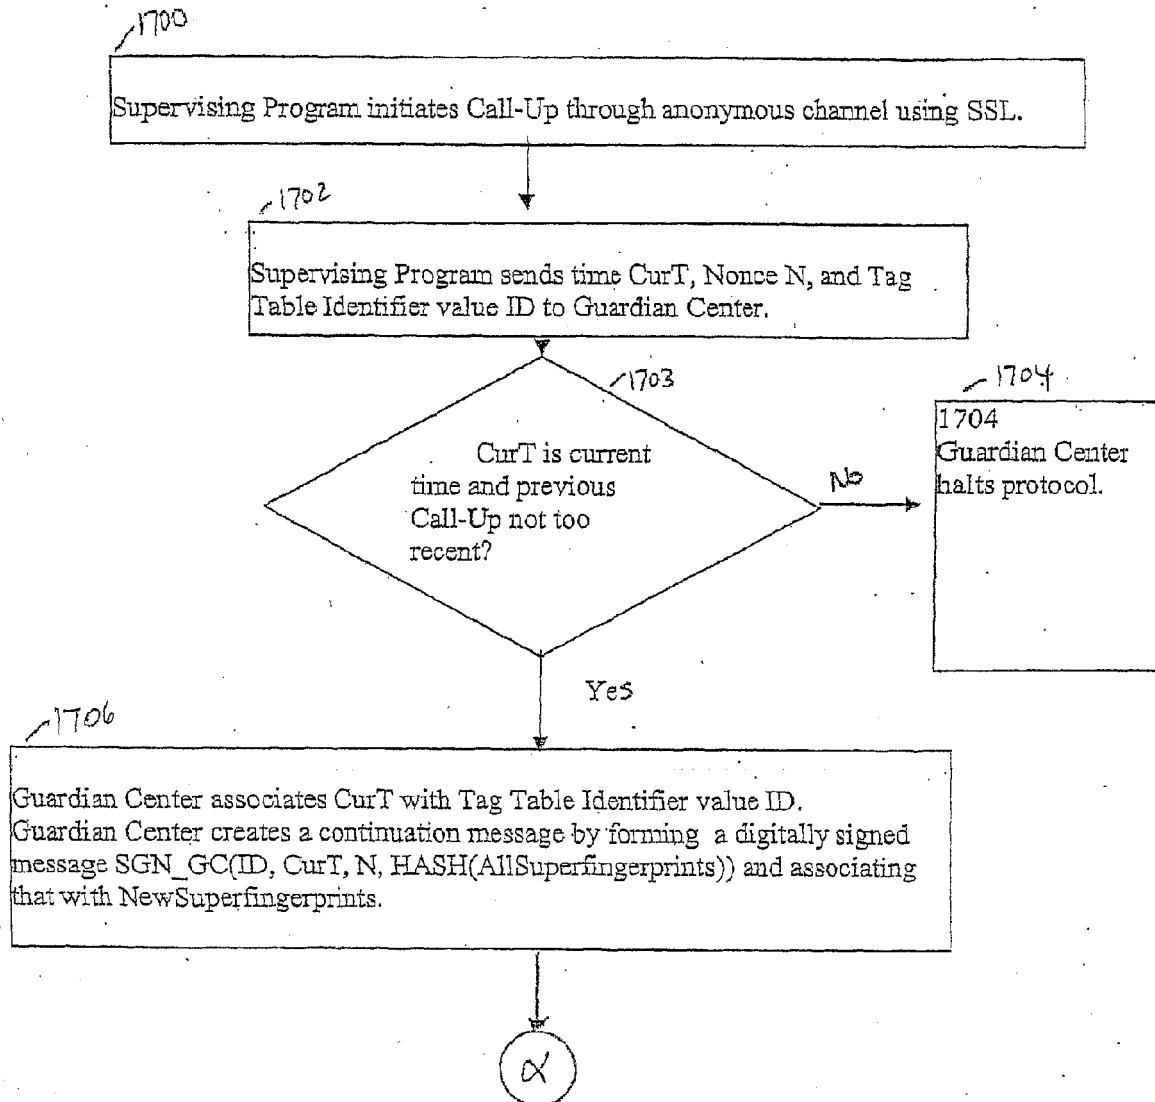 1700
Supervising Program initiates Call-Up through anonymous channel using SSL.
1702
Supervising Program sends time CurT, Nonce N, and Tag
Table Identifier value ID to Guardian Center.
1703
CurT is current
time and previous
Call-Up not too
recent?
No
1704
1704
Guardian Center
halts protocol.
Yes
1706
Guardian Center associates CurT with Tag Table Identifier value ID.
Guardian Center creates a continuation message by forming a digitally signed
message SGN_GC(ID, CurT, N, HASH(AllSuperfingerprints)) and associating
that with NewSuperfingerprints.
α